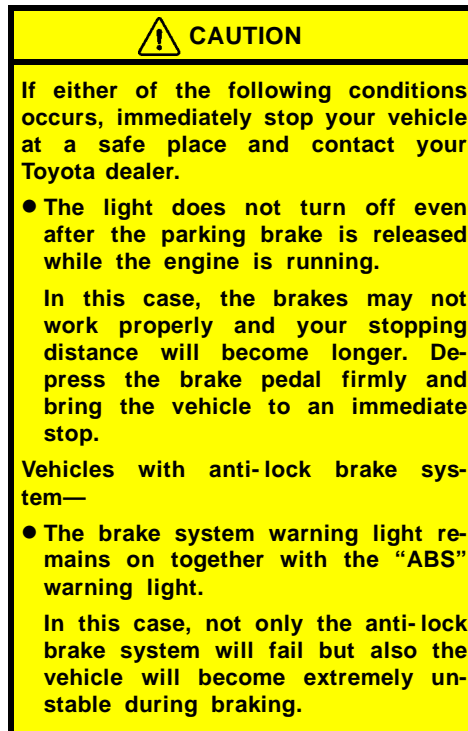 CAUTION
If either of the following conditions
occurs, immediately stop your vehicle
at a safe place and contact your
Toyota dealer.
● The light does not turn off even
after the parking brake is released
while the engine is running.
In this case, the brakes may not
work properly and your stopping
distance will become longer. De-
press the brake pedal firmly and
bring the vehicle to an immediate
stop.
Vehicles with anti-lock brake sys-
tem—
● The brake system warning light re-
mains on together with the “ABS”
warning light.
In this case, not only the anti-lock
brake system will fail but also the
vehicle will become extremely un-
stable during braking.